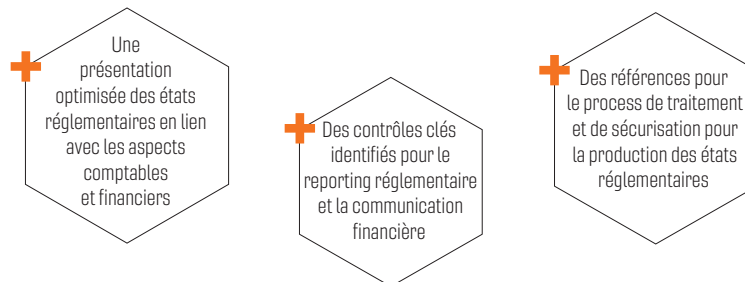 Une
présentation
optimisée des états
réglementaires en lien
avec les aspects
comptables
et financiers
Des contrôles clés
identifiés pour le
reporting réglementaire
et la communication
financière
Des références pour
le process de traitement
et de sécurisation pour
la production des états
réglementaires